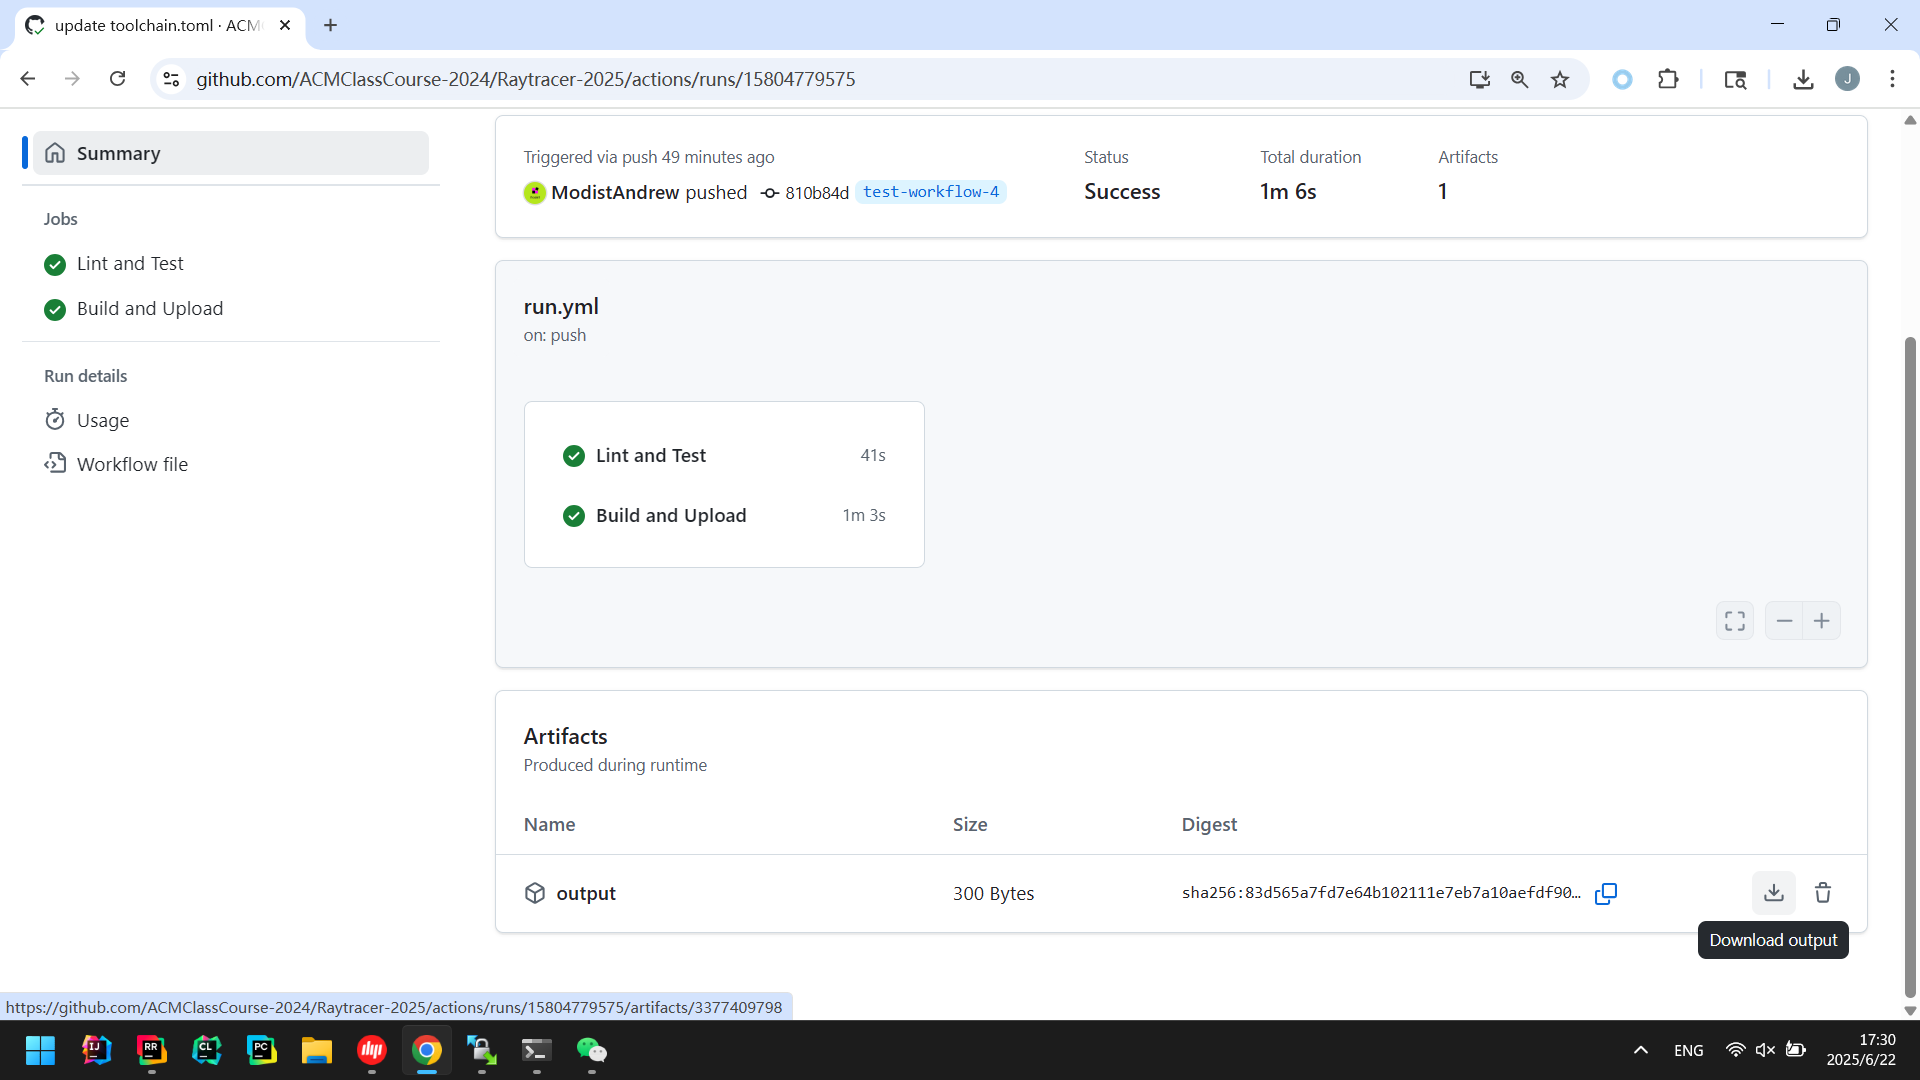 update toolchain.toml · ACM
github.com/ACMClassCourse-2024/Raytracer-2025/actions/runs/15804779575
J
Summary
Jobs
Lint and Test
Build and Upload
Run details
Usage
Workflow file
Triggered via push 49 minutes ago
ModistAndrew pushed 810b84d test-workflow-4
Status
Success
Total duration
1m 6s
Artifacts
1
run.yml
on: push
Lint and Test 41s
Build and Upload 1m 3s
Artifacts
Produced during runtime
Name Size Digest
output 300 Bytes sha256:83d565a7fd7e64b102111e7eb7a10aefdf90…
Download output
https://github.com/ACMClassCourse-2024/Raytracer-2025/actions/runs/15804779575/artifacts/3377409798
IJ
RR
CL
PC
ENG
17:30
2025/6/22